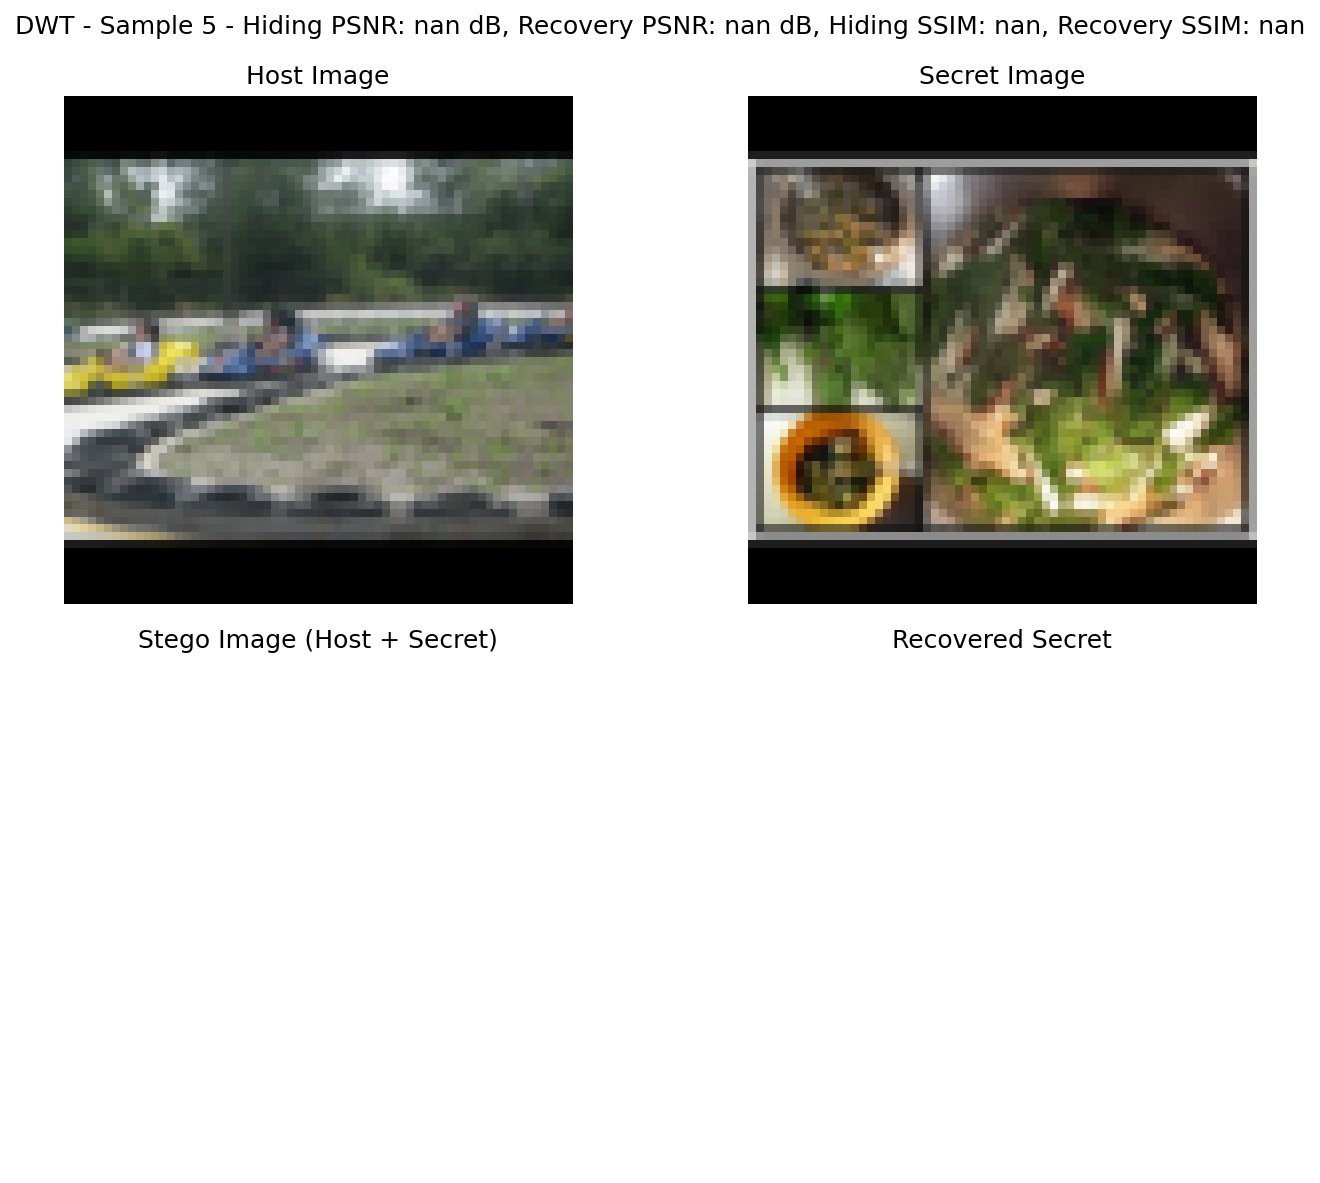 DWT - Sample 5 - Hiding PSNR: nan dB, Recovery PSNR: nan dB, Hiding SSIM: nan, Recovery SSIM: nan
Host Image
Secret Image
Stego Image (Host + Secret)
Recovered Secret